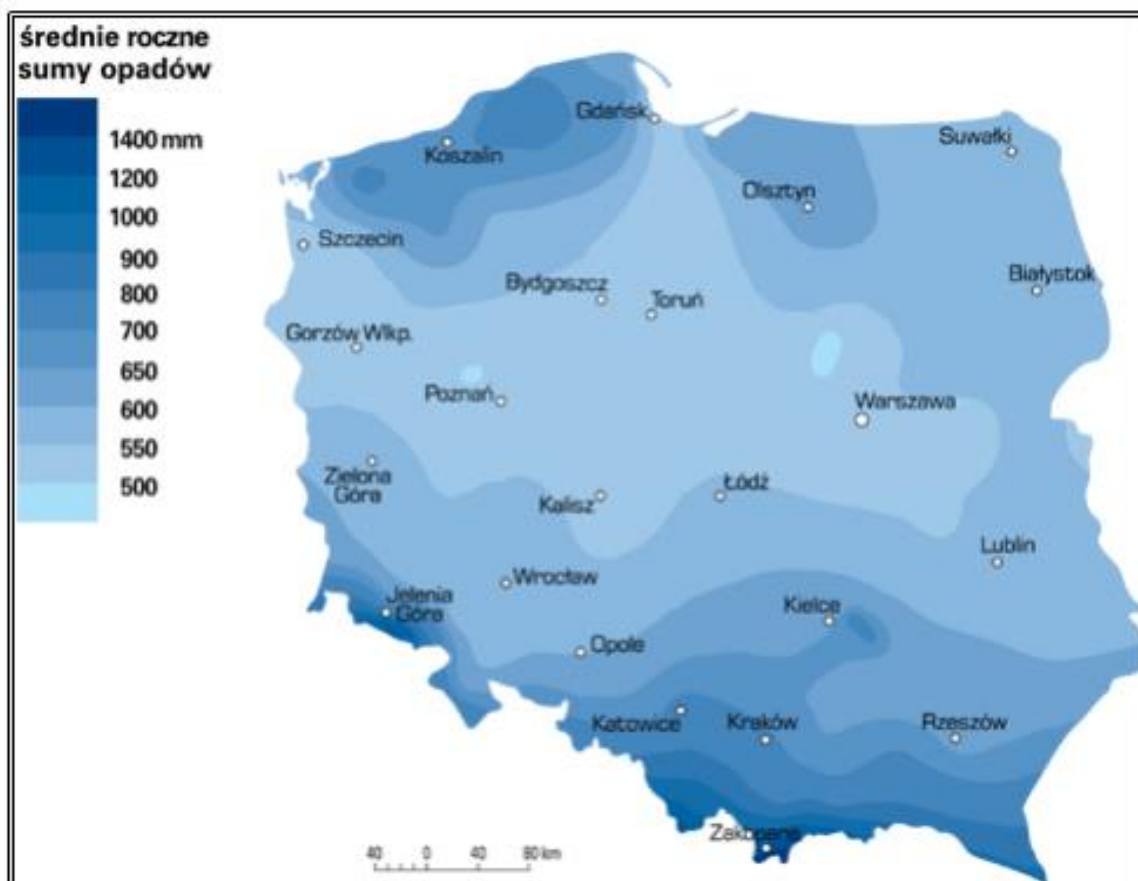 średnie roczne
sumy opadów
1400 mm
1200
1000
900
800
700
650
600
550
500
Gdańsk
Koszalin
Suwałki
Olsztyn
Szczecin
Bydgoszcz
Toruń
Białystok
Gorzów Wlkp.
Poznań
Warszawa
Zielona
Góra
Kalisz
Łódź
Lublin
Wrocław
Jelenia
Góra
Kielce
Opole
Katowice
Kraków
Rzeszów
Zakopane
40 0 40 80 km